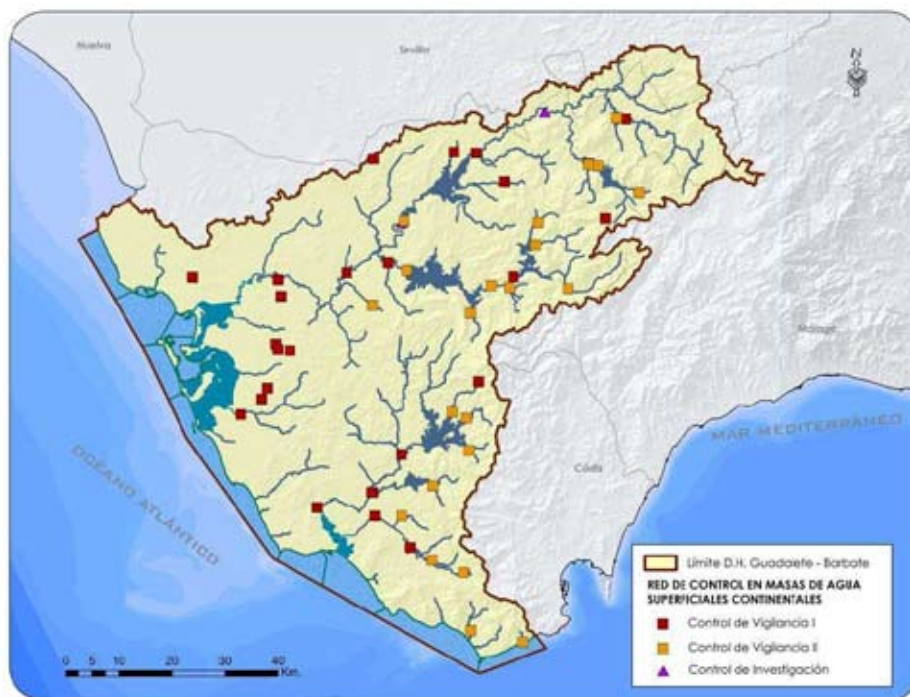 Huelva
Sevilla
N
Málaga
MAR MEDITERRÁNEO
Cádiz
OCÉANO ATLÁNTICO
Límite D.H. Guadalete - Barbate
RED DE CONTROL EN MASAS DE AGUA
SUPERFICIALES CONTINENTALES
Control de Vigilancia I
Control de Vigilancia II
Control de Investigación
0 5 10 20 30 40
Km.